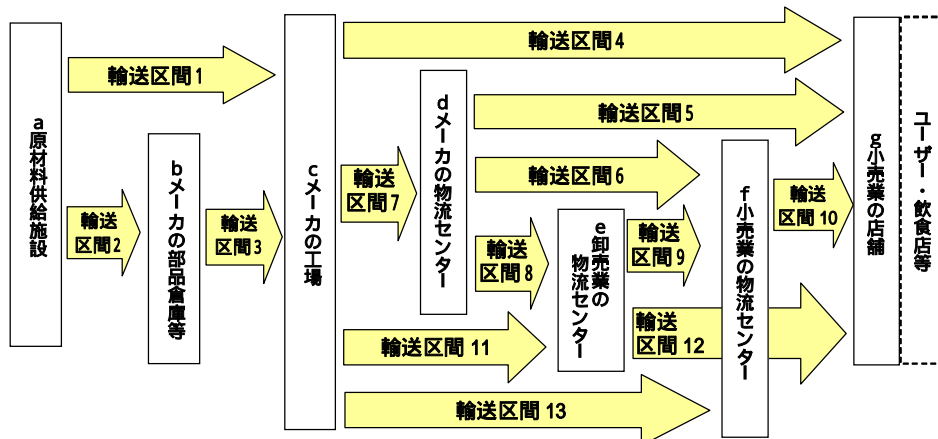 a原材料供給施設
輸送区間1
輸送
区間2
bメーカの部品倉庫等
輸送
区間3
cメーカの工場
輸送区間4
輸送
区間7
dメーカの物流センター
輸送区間5
輸送区間6
輸送
区間8
e卸売業の
物流センター
輸送
区間9
輸送区間11
輸送
区間12
輸送区間13
f小売業の物流センター
輸送
区間10
g小売業の店舗
ユーザー・飲食店等